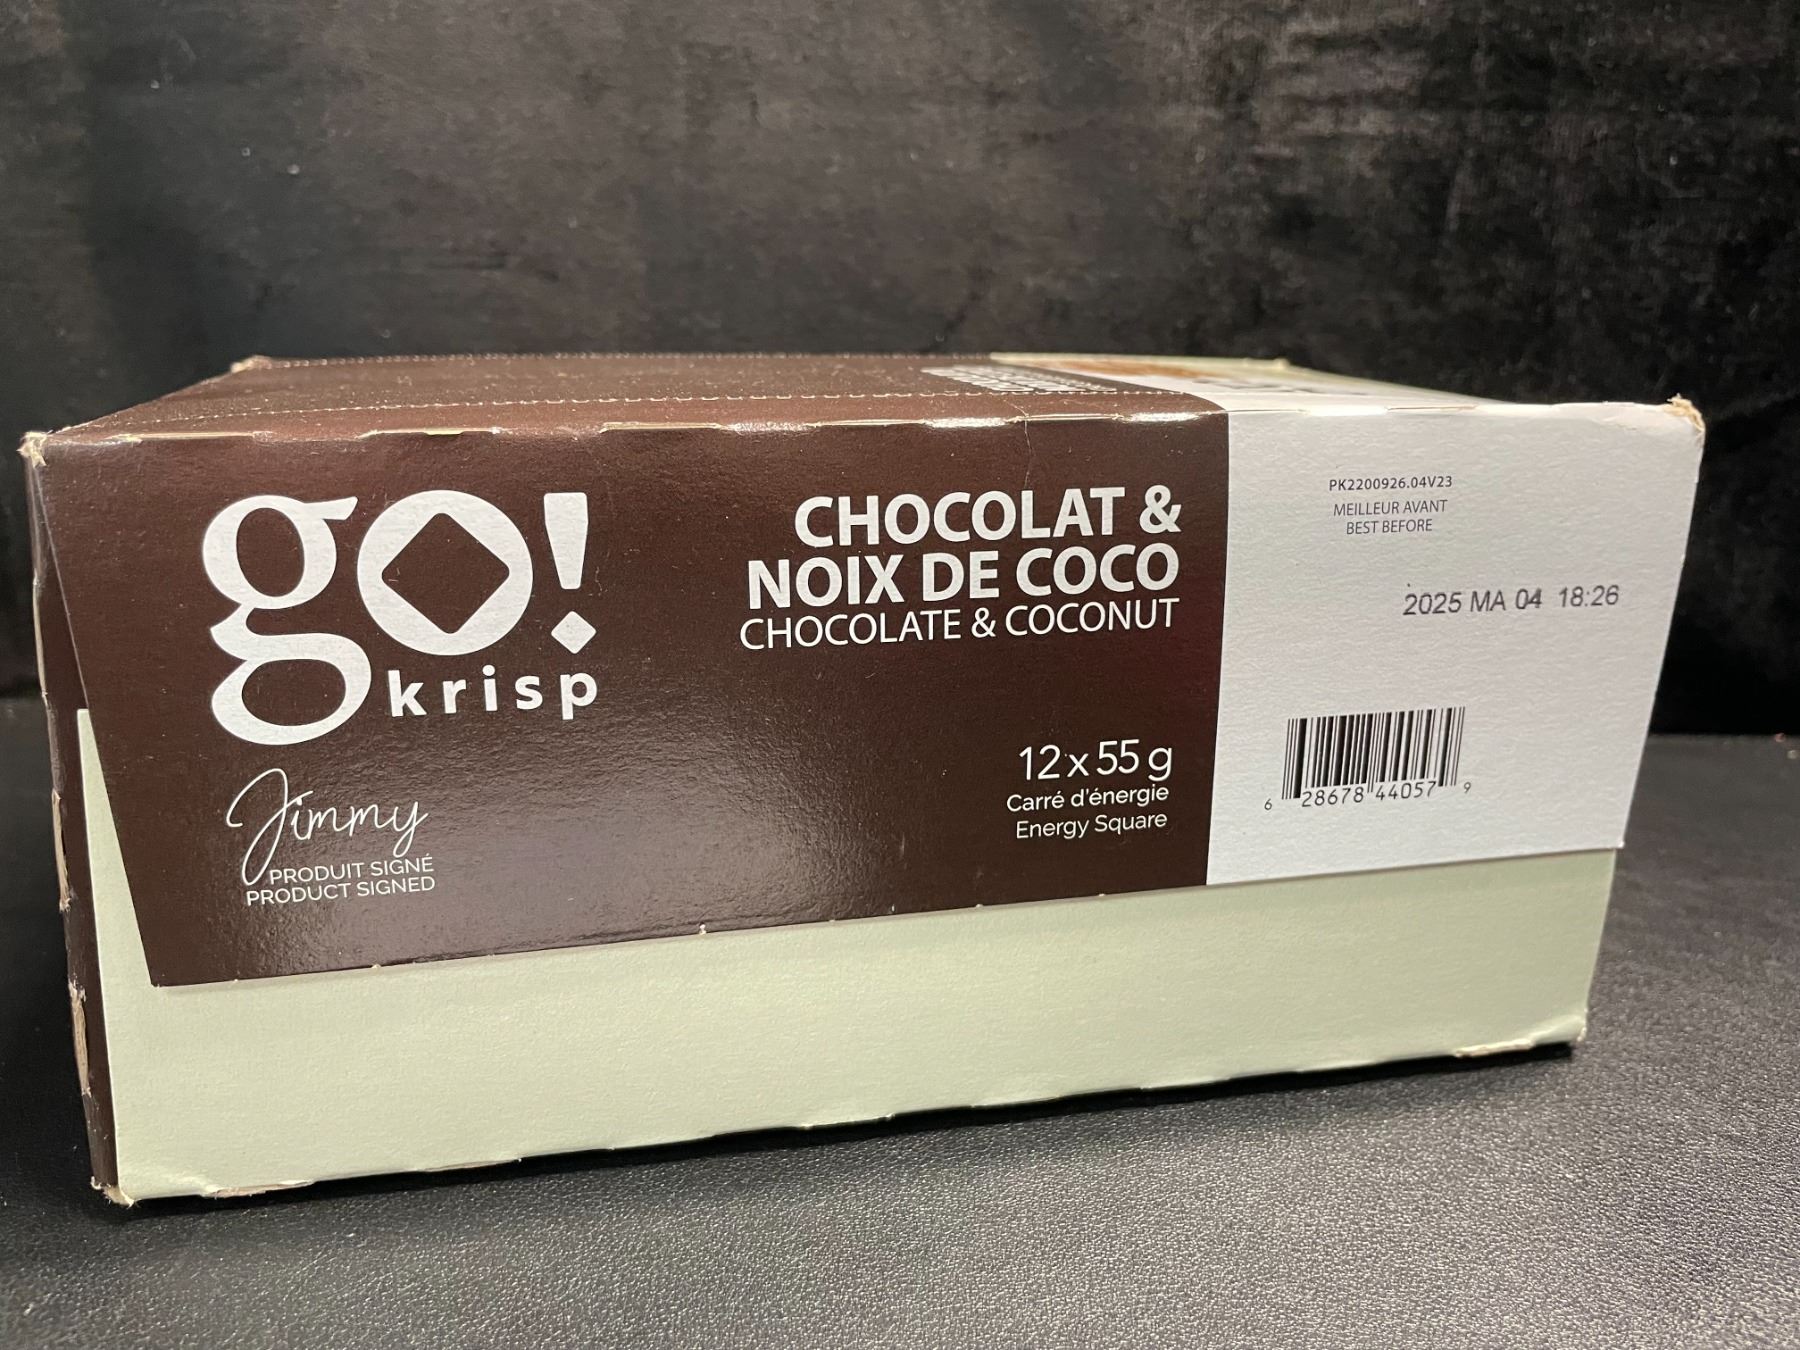 go!
krisp
Jimmy
PRODUIT SIGNÉ
PRODUCT SIGNED
CHOCOLAT &
NOIX DE COCO
CHOCOLATE & COCONUT
12 x 55 g
Carré d'énergie
Energy Square
PK2200926.04V23
MEILLEUR AVANT
BEST BEFORE
2025 MA 04 18:26
6 28678 44057 9